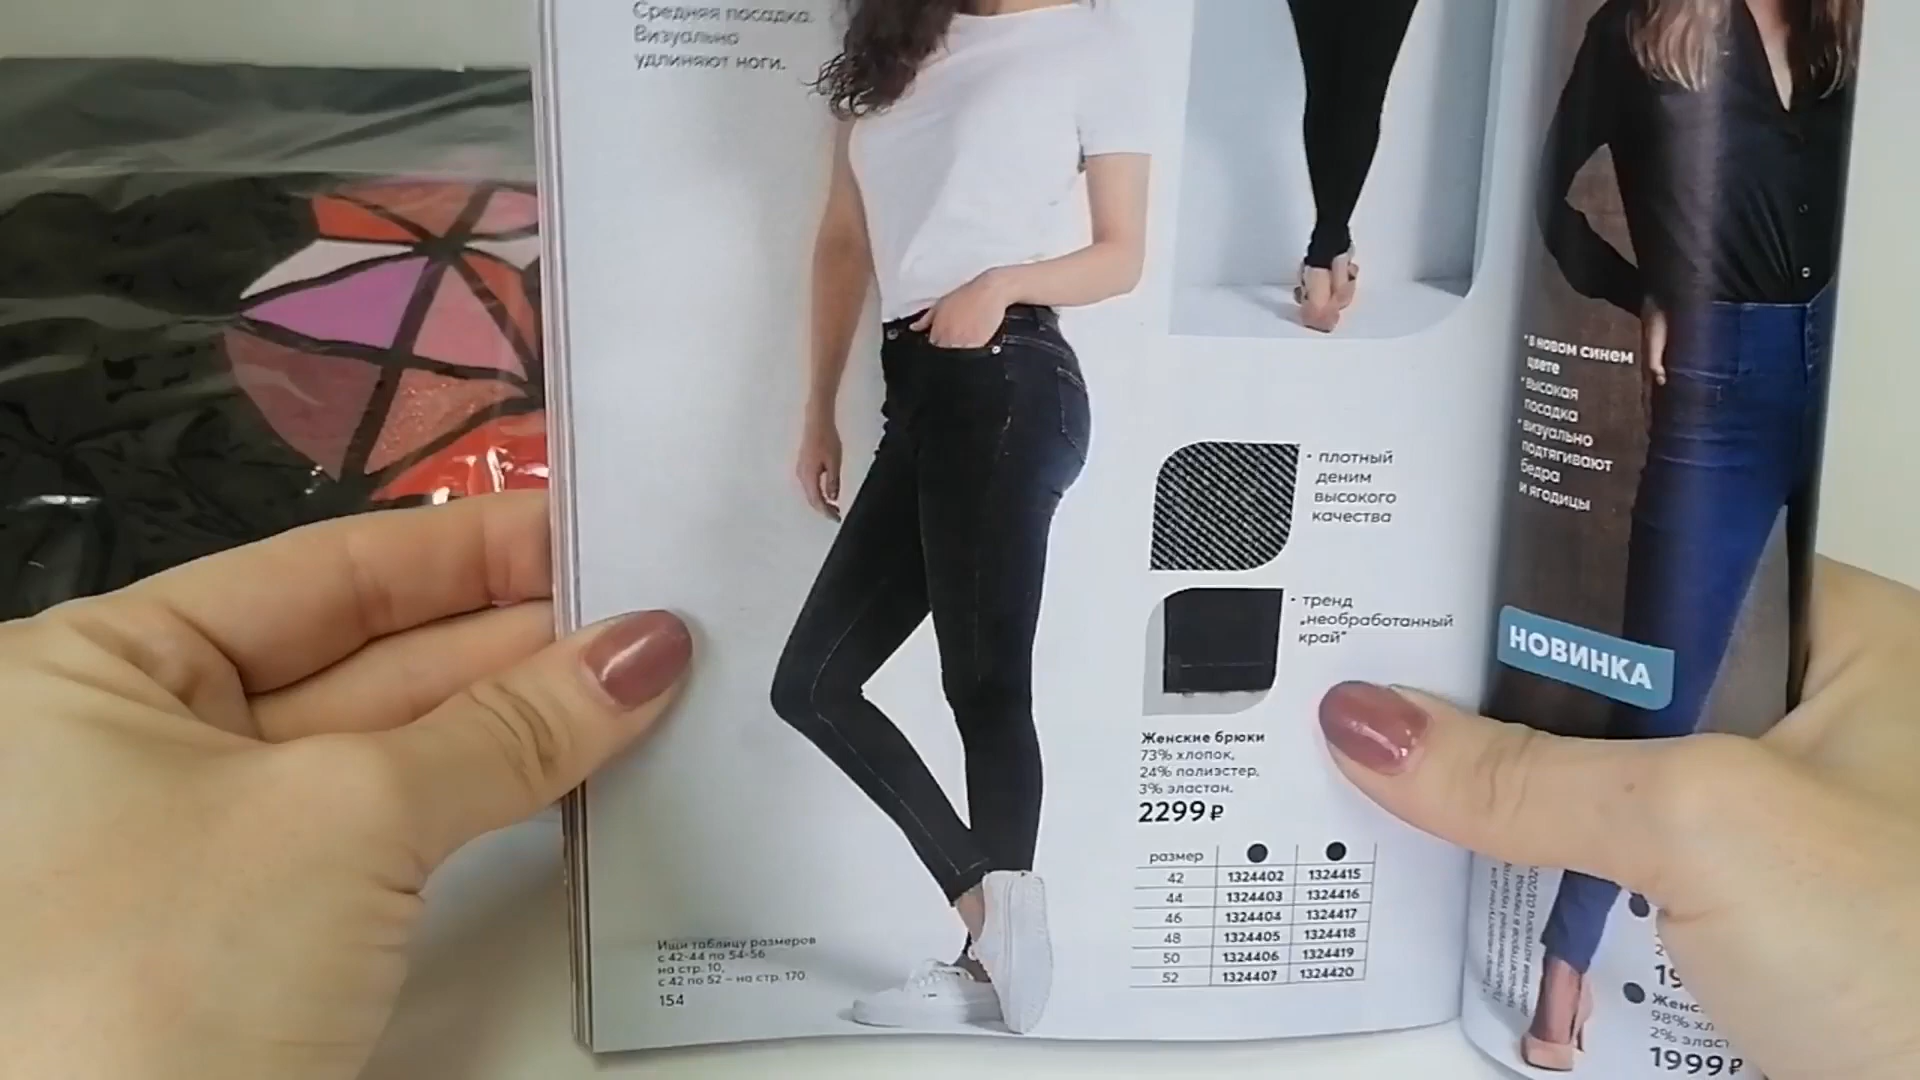 Средняя посадка.
Визуально
удлиняют ноги.
• плотный
деним
высокого
качества
• тренд
„необработанный
край"
Женские брюки
73% хлопок,
24% полиэстер,
3% эластан.
2299 ₽
размер
42 1324402 1324415
44 1324403 1324416
46 1324404 1324417
48 1324405 1324418
50 1324406 1324419
52 1324407 1324420
Ищи таблицу размеров
с 42-44 по 54-56
на стр. 10,
с 42 по 52 – на стр. 170.
154
• в новом синем
цвете
• высокая
посадка
• визуально
подтягивают
бедра
и ягодицы
НОВИНКА
Женс
98% хл
2% элас
1999 ₽